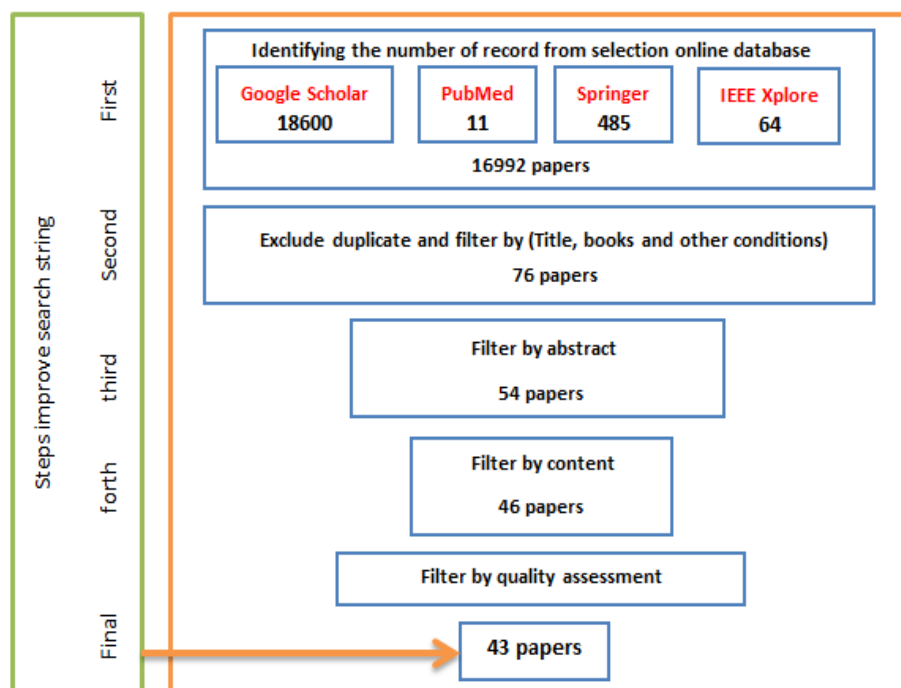 Steps improve search string
First
Identifying the number of record from selection online database
Google Scholar
18600
PubMed
11
Springer
485
IEEE Xplore
64
16992 papers
Second
Exclude duplicate and filter by (Title, books and other conditions)
76 papers
third
Filter by abstract
54 papers
forth
Filter by content
46 papers
Filter by quality assessment
Final
43 papers